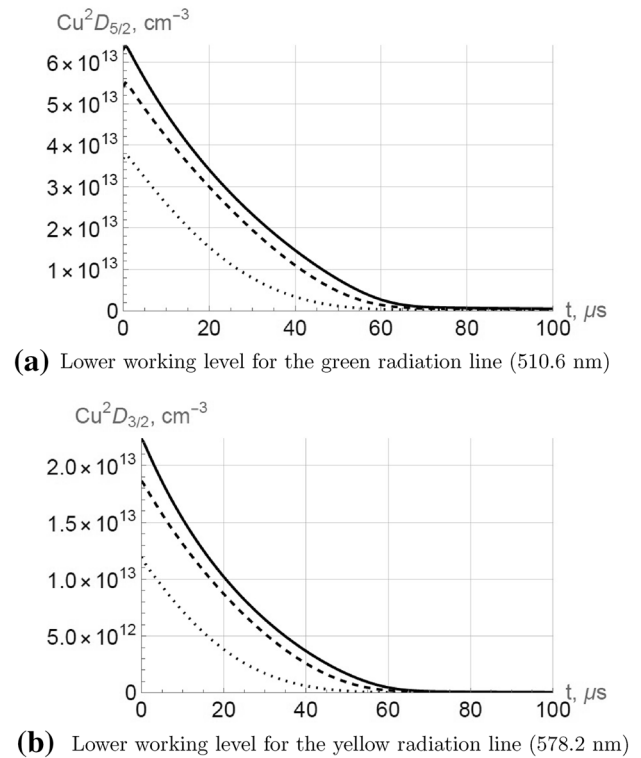 Cu²D₅/₂, cm⁻³
6×10¹³
5×10¹³
4×10¹³
3×10¹³
2×10¹³
1×10¹³
0
0 20 40 60 80 100
t, μs
(a) Lower working level for the green radiation line (510.6 nm)
Cu²D₃/₂, cm⁻³
2.0×10¹³
1.5×10¹³
1.0×10¹³
5.0×10¹²
0
0 20 40 60 80 100
t, μs
(b) Lower working level for the yellow radiation line (578.2 nm)